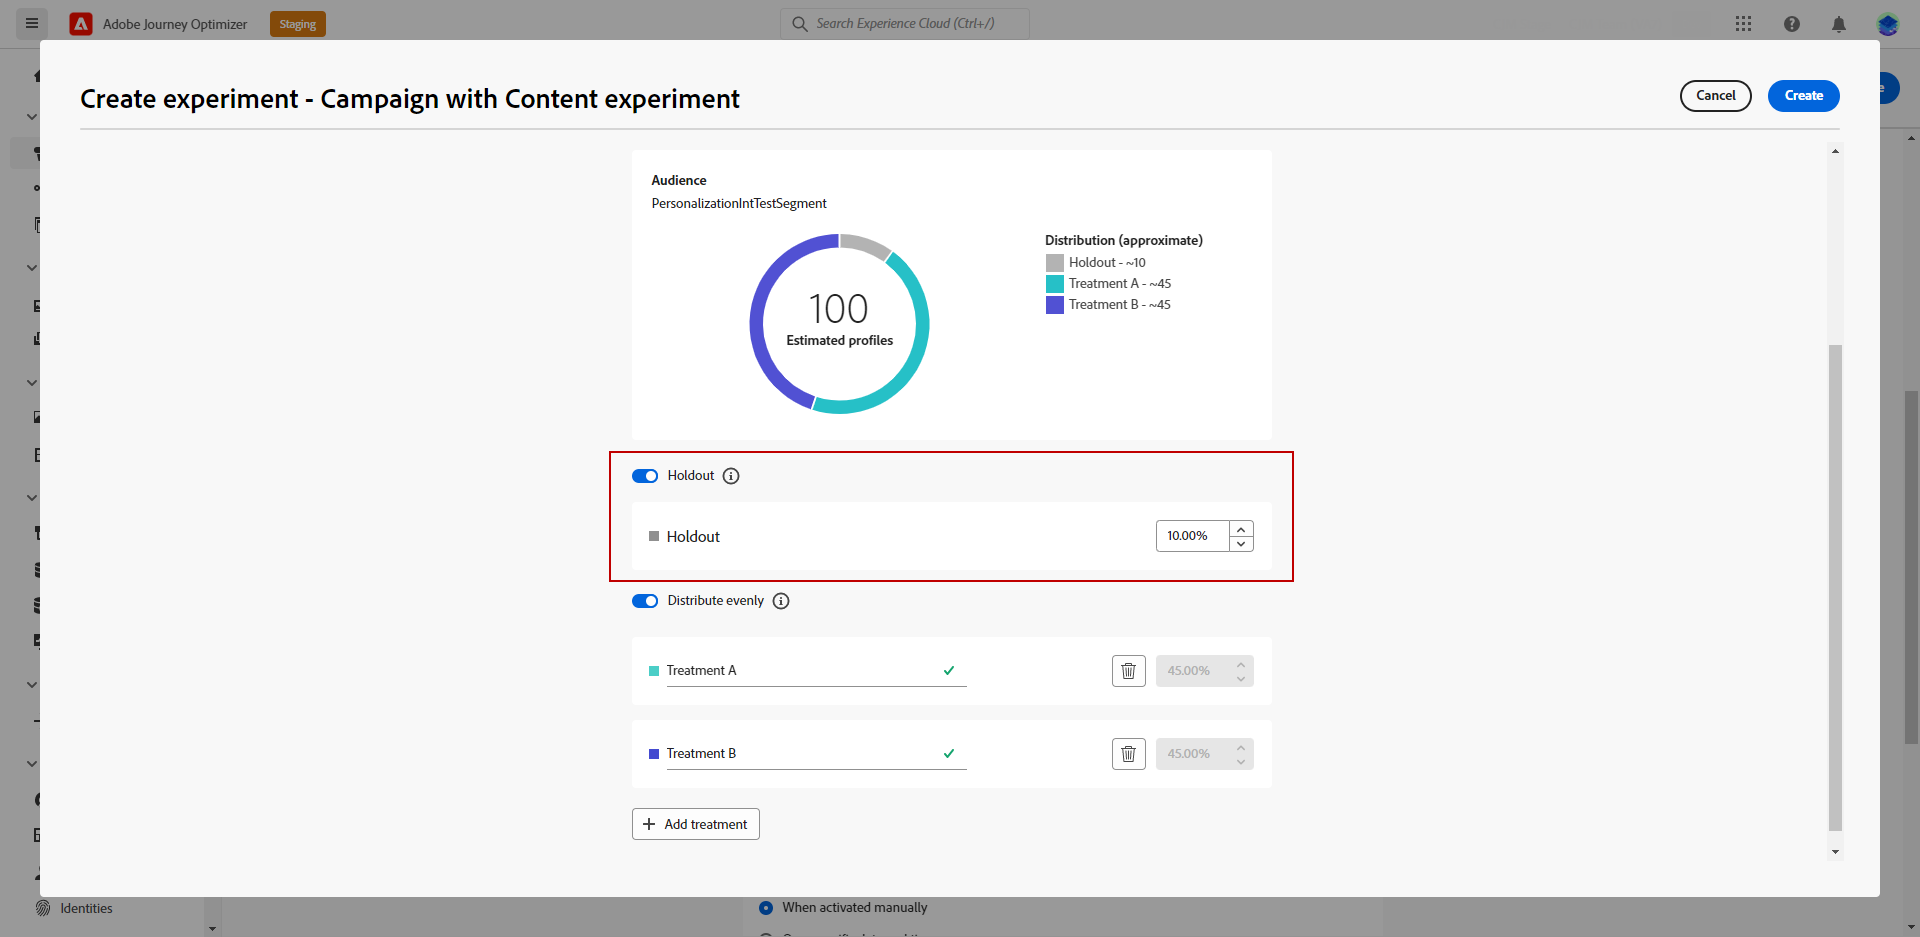 Adobe Journey Optimizer
Staging
Search Experience Cloud (Ctrl+/)
Create experiment - Campaign with Content experiment
Cancel
Create
Audience
PersonalizationIntTestSegment
100
Estimated profiles
Distribution (approximate)
Holdout - ~10
Treatment A - ~45
Treatment B - ~45
Holdout
Holdout
10.00%
Distribute evenly
Treatment A
45.00%
Treatment B
45.00%
Add treatment
Identities
When activated manually